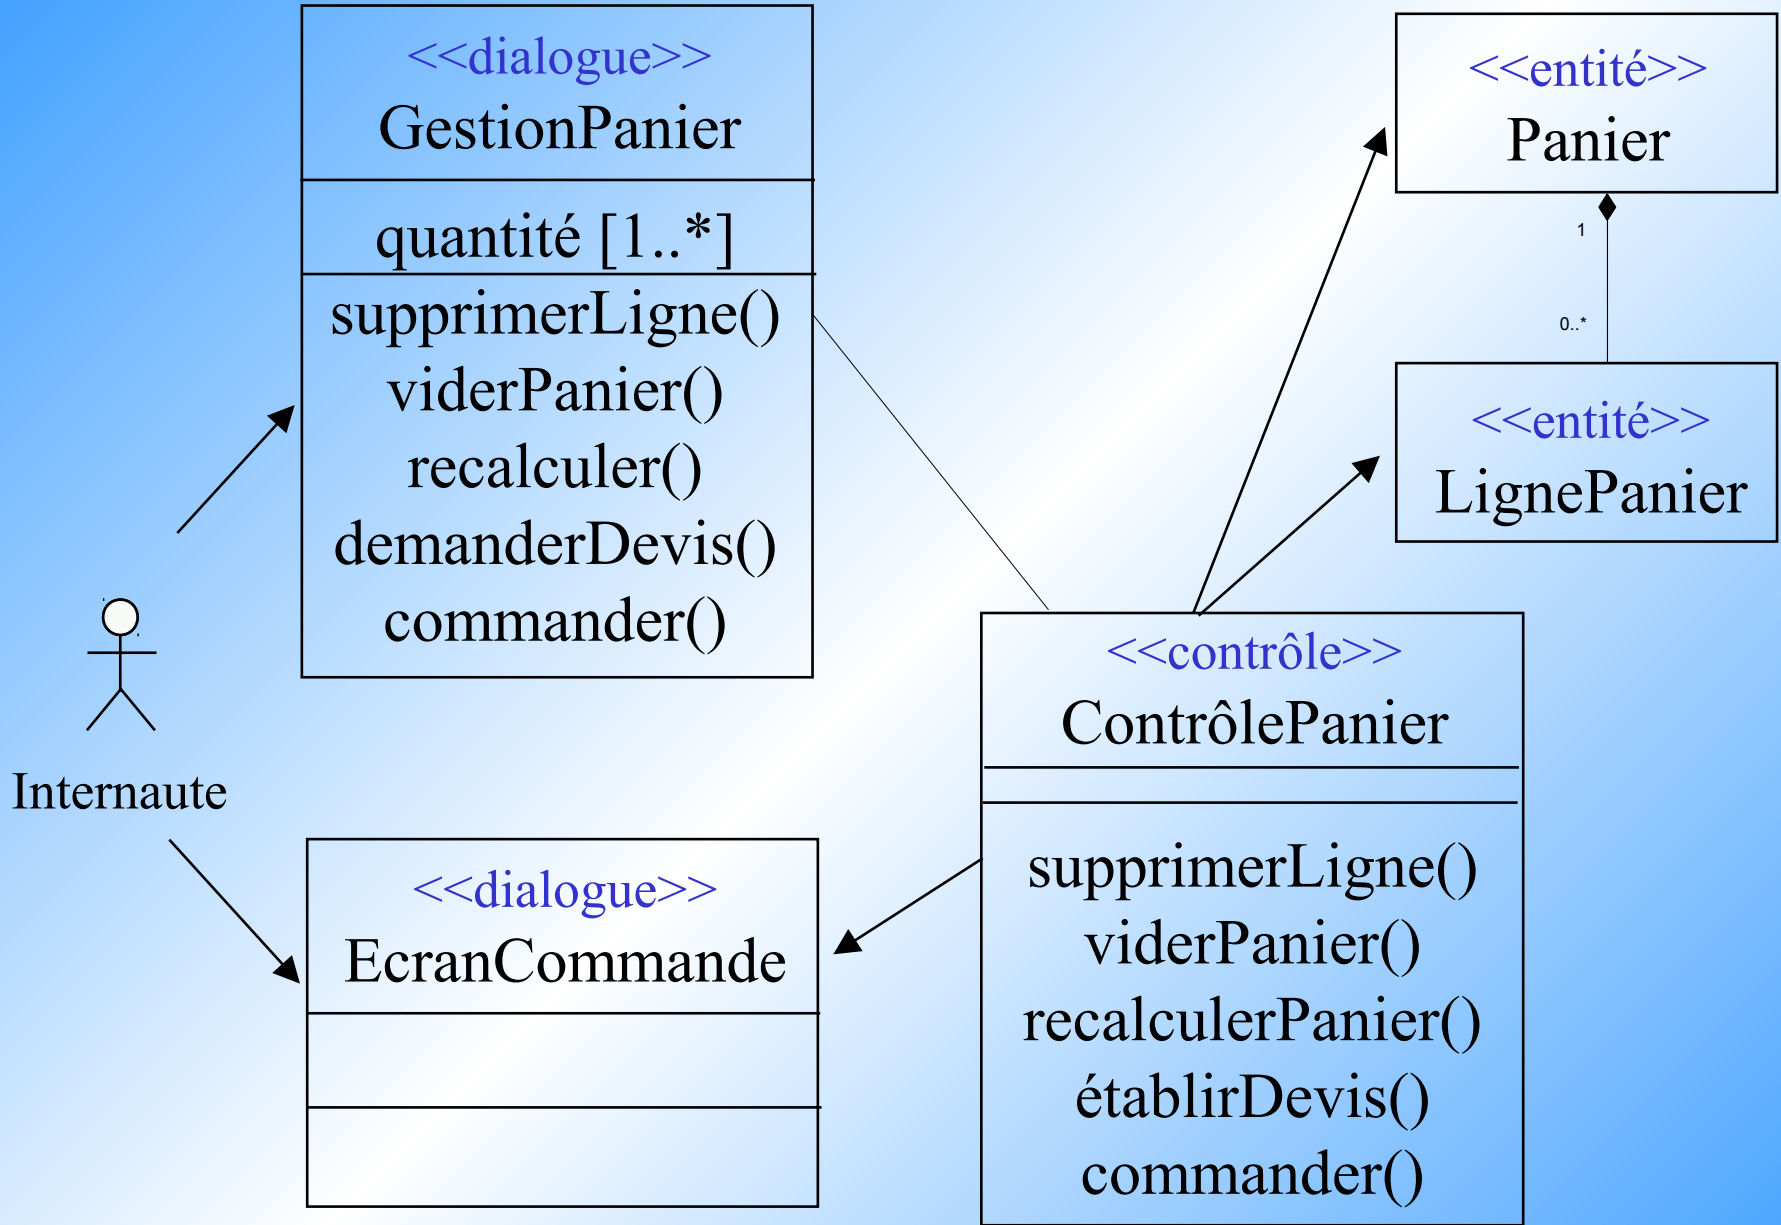 <<dialogue>>
GestionPanier
quantité [1..*]
supprimerLigne()
viderPanier()
recalculer()
demanderDevis()
commander()
<<entité>>
Panier
1
0..*
<<entité>>
LignePanier
Internaute
<<dialogue>>
EcranCommande
<<contrôle>>
ContrôlePanier
supprimerLigne()
viderPanier()
recalculerPanier()
établirDevis()
commander()